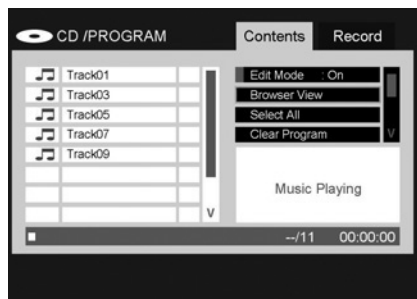 CD /PROGRAM
Contents
Record
Track01
Track03
Track05
Track07
Track09
Edit Mode : On
Browser View
Select All
Clear Program
V
Music Playing
V
--/11 00:00:00